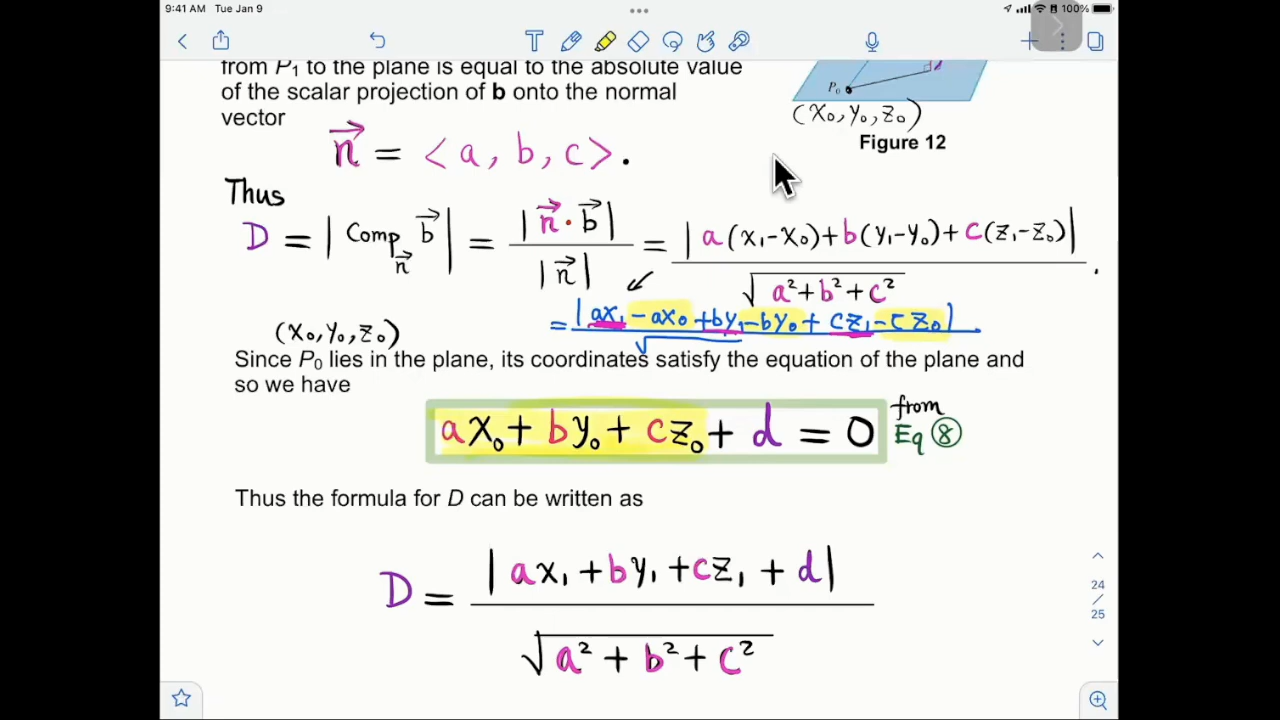 9:41 AM Tue Jan 9
100%
from P₁ to the plane is equal to the absolute value
of the scalar projection of b onto the normal
vector
P₀
(x₀, y₀, z₀)
Figure 12
n⃗ = <a, b, c>.
Thus
D = | Comp_n⃗ b⃗ | = |n⃗ · b⃗| / |n⃗| = |a(x₁-x₀)+b(y₁-y₀)+c(z₁-z₀)| / √(a²+b²+c²).
= |ax₁ - ax₀ + by₁ - by₀ + cz₁ - cz₀| / √
(x₀, y₀, z₀)
Since P₀ lies in the plane, its coordinates satisfy the equation of the plane and
so we have
ax₀ + by₀ + cz₀ + d = 0
from
Eq ⑧
Thus the formula for D can be written as
D = |ax₁ + by₁ + cz₁ + d| / √(a² + b² + c²)
24
/
25